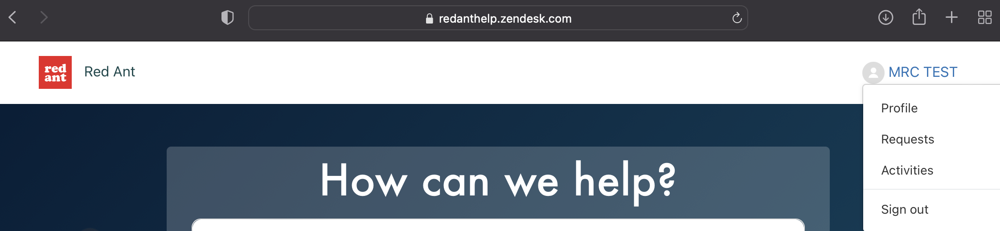 redanthelp.zendesk.com
red
ant
Red Ant
MRC TEST
Profile
Requests
Activities
Sign out
How can we help?